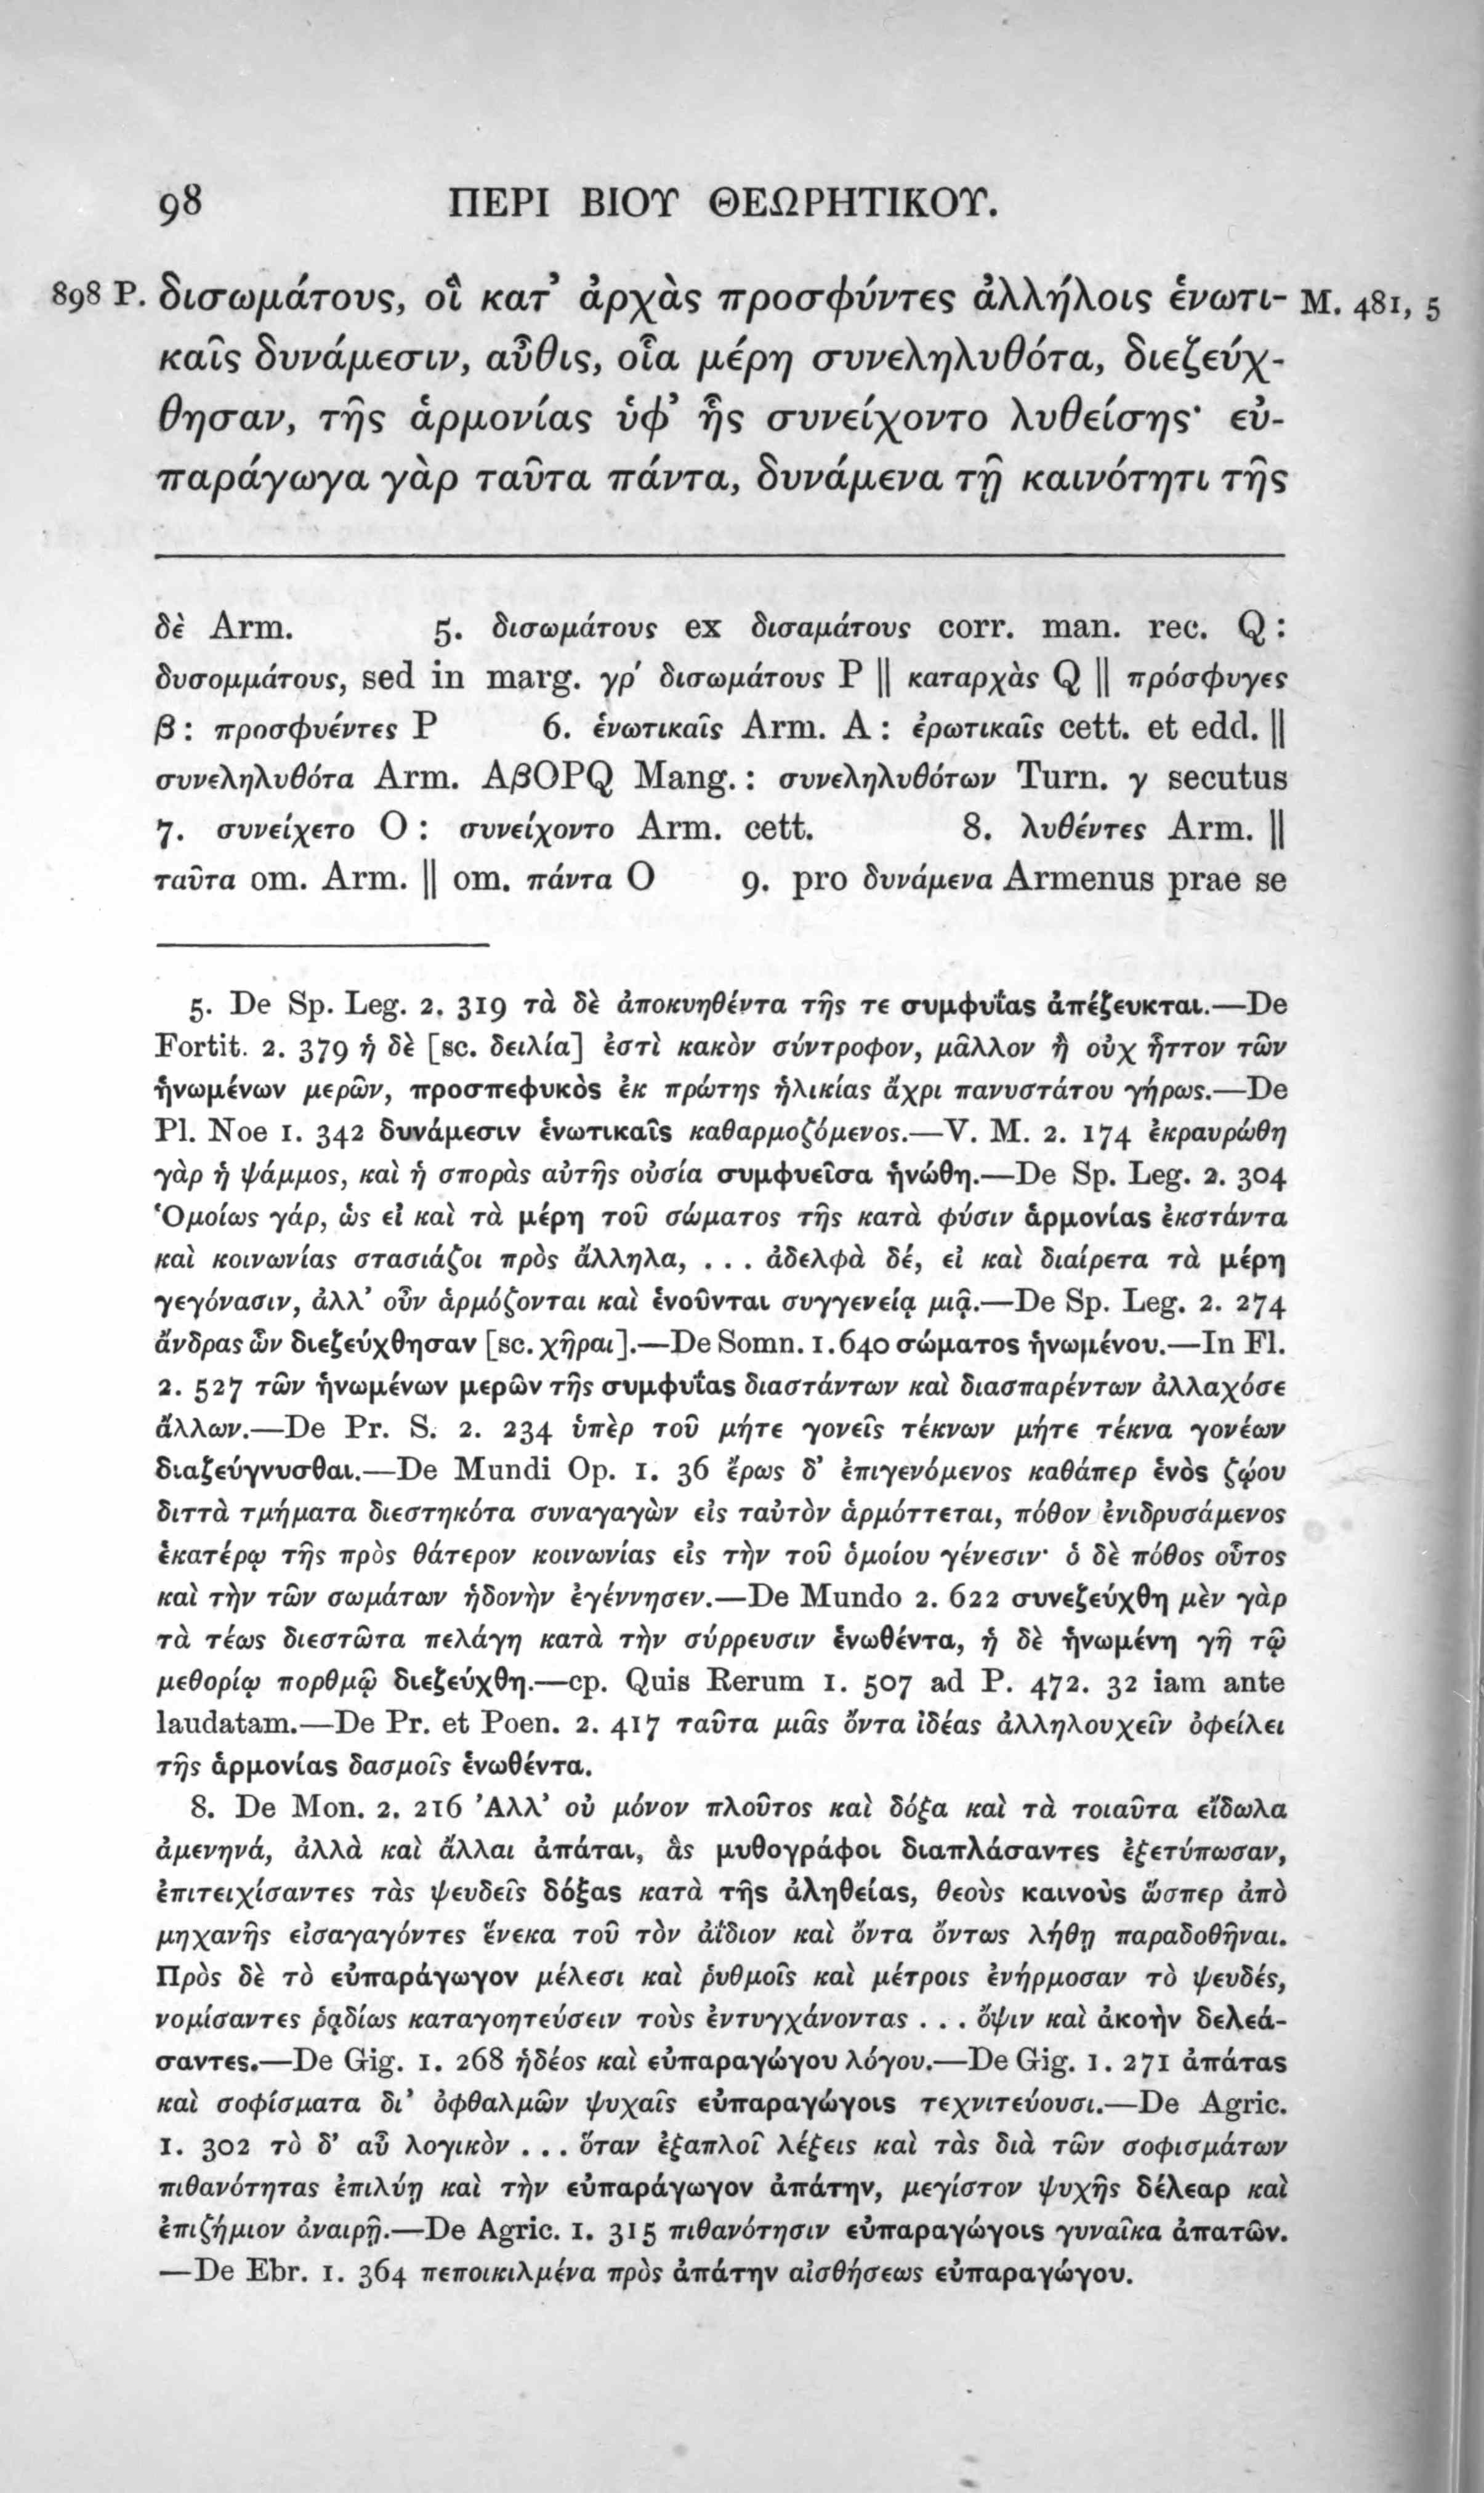 98 ΠΕΡΙ ΒΙΟΥ ΘΕΩΡΗΤΙΚΟΥ.
898 P. δισωμάτους, οἳ κατ’ ἀρχὰς προσφύντες ἀλλήλοις ἑνωτι- M. 481, 5
καῖς δυνάμεσιν, αὖθις, οἷα μέρη συνεληλυθότα, διεζεύχ-
θησαν, τῆς ἁρμονίας ὑφ’ ἧς συνείχοντο λυθείσης· εὐ-
παράγωγα γὰρ ταῦτα πάντα, δυνάμενα τῇ καινότητι τῆς
δὲ Arm. 5. δισωμάτους ex δισαμάτους corr. man. rec. Q :
δυσομμάτους, sed in marg. γρ′ δισωμάτους P || καταρχὰς Q || πρόσφυγες
β : προσφυέντες P 6. ἑνωτικαῖς Arm. A : ἐρωτικαῖς cett. et edd. ||
συνεληλυθότα Arm. AβOPQ Mang. : συνεληλυθότων Turn. γ secutus
7. συνείχετο O : συνείχοντο Arm. cett. 8. λυθέντες Arm. ||
ταῦτα om. Arm. || om. πάντα O 9. pro δυνάμενα Armenus prae se
5. De Sp. Leg. 2. 319 τὰ δὲ ἀποκυηθέντα τῆς τε συμφυΐας ἀπέζευκται.—De
Fortit. 2. 379 ἡ δὲ [sc. δειλία] ἐστὶ κακὸν σύντροφον, μᾶλλον ἢ οὐχ ἧττον τῶν
ἡνωμένων μερῶν, προσπεφυκὸς ἐκ πρώτης ἡλικίας ἄχρι πανυστάτου γήρως.—De
Pl. Noe 1. 342 δυνάμεσιν ἑνωτικαῖς καθαρμοζόμενος.—V. M. 2. 174 ἐκραυρώθη
γὰρ ἡ ψάμμος, καὶ ἡ σπορὰς αὐτῆς οὐσία συμφυεῖσα ἡνώθη.—De Sp. Leg. 2. 304
Ὁμοίως γάρ, ὡς εἰ καὶ τὰ μέρη τοῦ σώματος τῆς κατὰ φύσιν ἁρμονίας ἐκστάντα
καὶ κοινωνίας στασιάζοι πρὸς ἄλληλα, . . . ἀδελφὰ δέ, εἰ καὶ διαίρετα τὰ μέρη
γεγόνασιν, ἀλλ’ οὖν ἁρμόζονται καὶ ἑνοῦνται συγγενείᾳ μιᾷ.—De Sp. Leg. 2. 274
ἄνδρας ὧν διεζεύχθησαν [sc. χῆραι].—De Somn. 1. 640 σώματος ἡνωμένου.—In Fl.
2. 527 τῶν ἡνωμένων μερῶν τῆς συμφυΐας διαστάντων καὶ διασπαρέντων ἀλλαχόσε
ἄλλων.—De Pr. S. 2. 234 ὑπὲρ τοῦ μήτε γονεῖς τέκνων μήτε τέκνα γονέων
διαζεύγνυσθαι.—De Mundi Op. 1. 36 ἔρως δ’ ἐπιγενόμενος καθάπερ ἑνὸς ζῴου
διττὰ τμήματα διεστηκότα συναγαγὼν εἰς ταὐτὸν ἁρμόττεται, πόθον ἐνιδρυσάμενος
ἑκατέρῳ τῆς πρὸς θάτερον κοινωνίας εἰς τὴν τοῦ ὁμοίου γένεσιν· ὁ δὲ πόθος οὗτος
καὶ τὴν τῶν σωμάτων ἡδονὴν ἐγέννησεν.—De Mundo 2. 622 συνεζεύχθη μὲν γὰρ
τὰ τέως διεστῶτα πελάγη κατὰ τὴν σύρρευσιν ἑνωθέντα, ἡ δὲ ἡνωμένη γῆ τῷ
μεθορίῳ πορθμῷ διεζεύχθη.—cp. Quis Rerum 1. 507 ad P. 472. 32 iam ante
laudatam.—De Pr. et Poen. 2. 417 ταῦτα μιᾶς ὄντα ἰδέας ἀλληλουχεῖν ὀφείλει
τῆς ἁρμονίας δασμοῖς ἑνωθέντα.
8. De Mon. 2. 216 Ἀλλ’ οὐ μόνον πλοῦτος καὶ δόξα καὶ τὰ τοιαῦτα εἴδωλα
ἀμενηνά, ἀλλὰ καὶ ἄλλαι ἀπάται, ἃς μυθογράφοι διαπλάσαντες ἐξετύπωσαν,
ἐπιτειχίσαντες τὰς ψευδεῖς δόξας κατὰ τῆς ἀληθείας, θεοὺς καινοὺς ὥσπερ ἀπὸ
μηχανῆς εἰσαγαγόντες ἕνεκα τοῦ τὸν ἀΐδιον καὶ ὄντα ὄντως λήθῃ παραδοθῆναι.
Πρὸς δὲ τὸ εὐπαράγωγον μέλεσι καὶ ῥυθμοῖς καὶ μέτροις ἐνήρμοσαν τὸ ψευδές,
νομίσαντες ῥᾳδίως καταγοητεύσειν τοὺς ἐντυγχάνοντας . . . ὄψιν καὶ ἀκοὴν δελεά-
σαντες.—De Gig. 1. 268 ἡδέος καὶ εὐπαραγώγου λόγου.—De Gig. 1. 271 ἀπάτας
καὶ σοφίσματα δι’ ὀφθαλμῶν ψυχαῖς εὐπαραγώγοις τεχνιτεύουσι.—De Agric.
1. 302 τὸ δ’ αὖ λογικὸν . . . ὅταν ἐξαπλοῖ λέξεις καὶ τὰς διὰ τῶν σοφισμάτων
πιθανότητας ἐπιλύῃ καὶ τὴν εὐπαράγωγον ἀπάτην, μεγίστον ψυχῆς δέλεαρ καὶ
ἐπιζήμιον ἀναιρῇ.—De Agric. 1. 315 πιθανότησιν εὐπαραγώγοις γυναῖκα ἀπατῶν.
—De Ebr. 1. 364 πεποικιλμένα πρὸς ἀπάτην αἰσθήσεως εὐπαραγώγου.